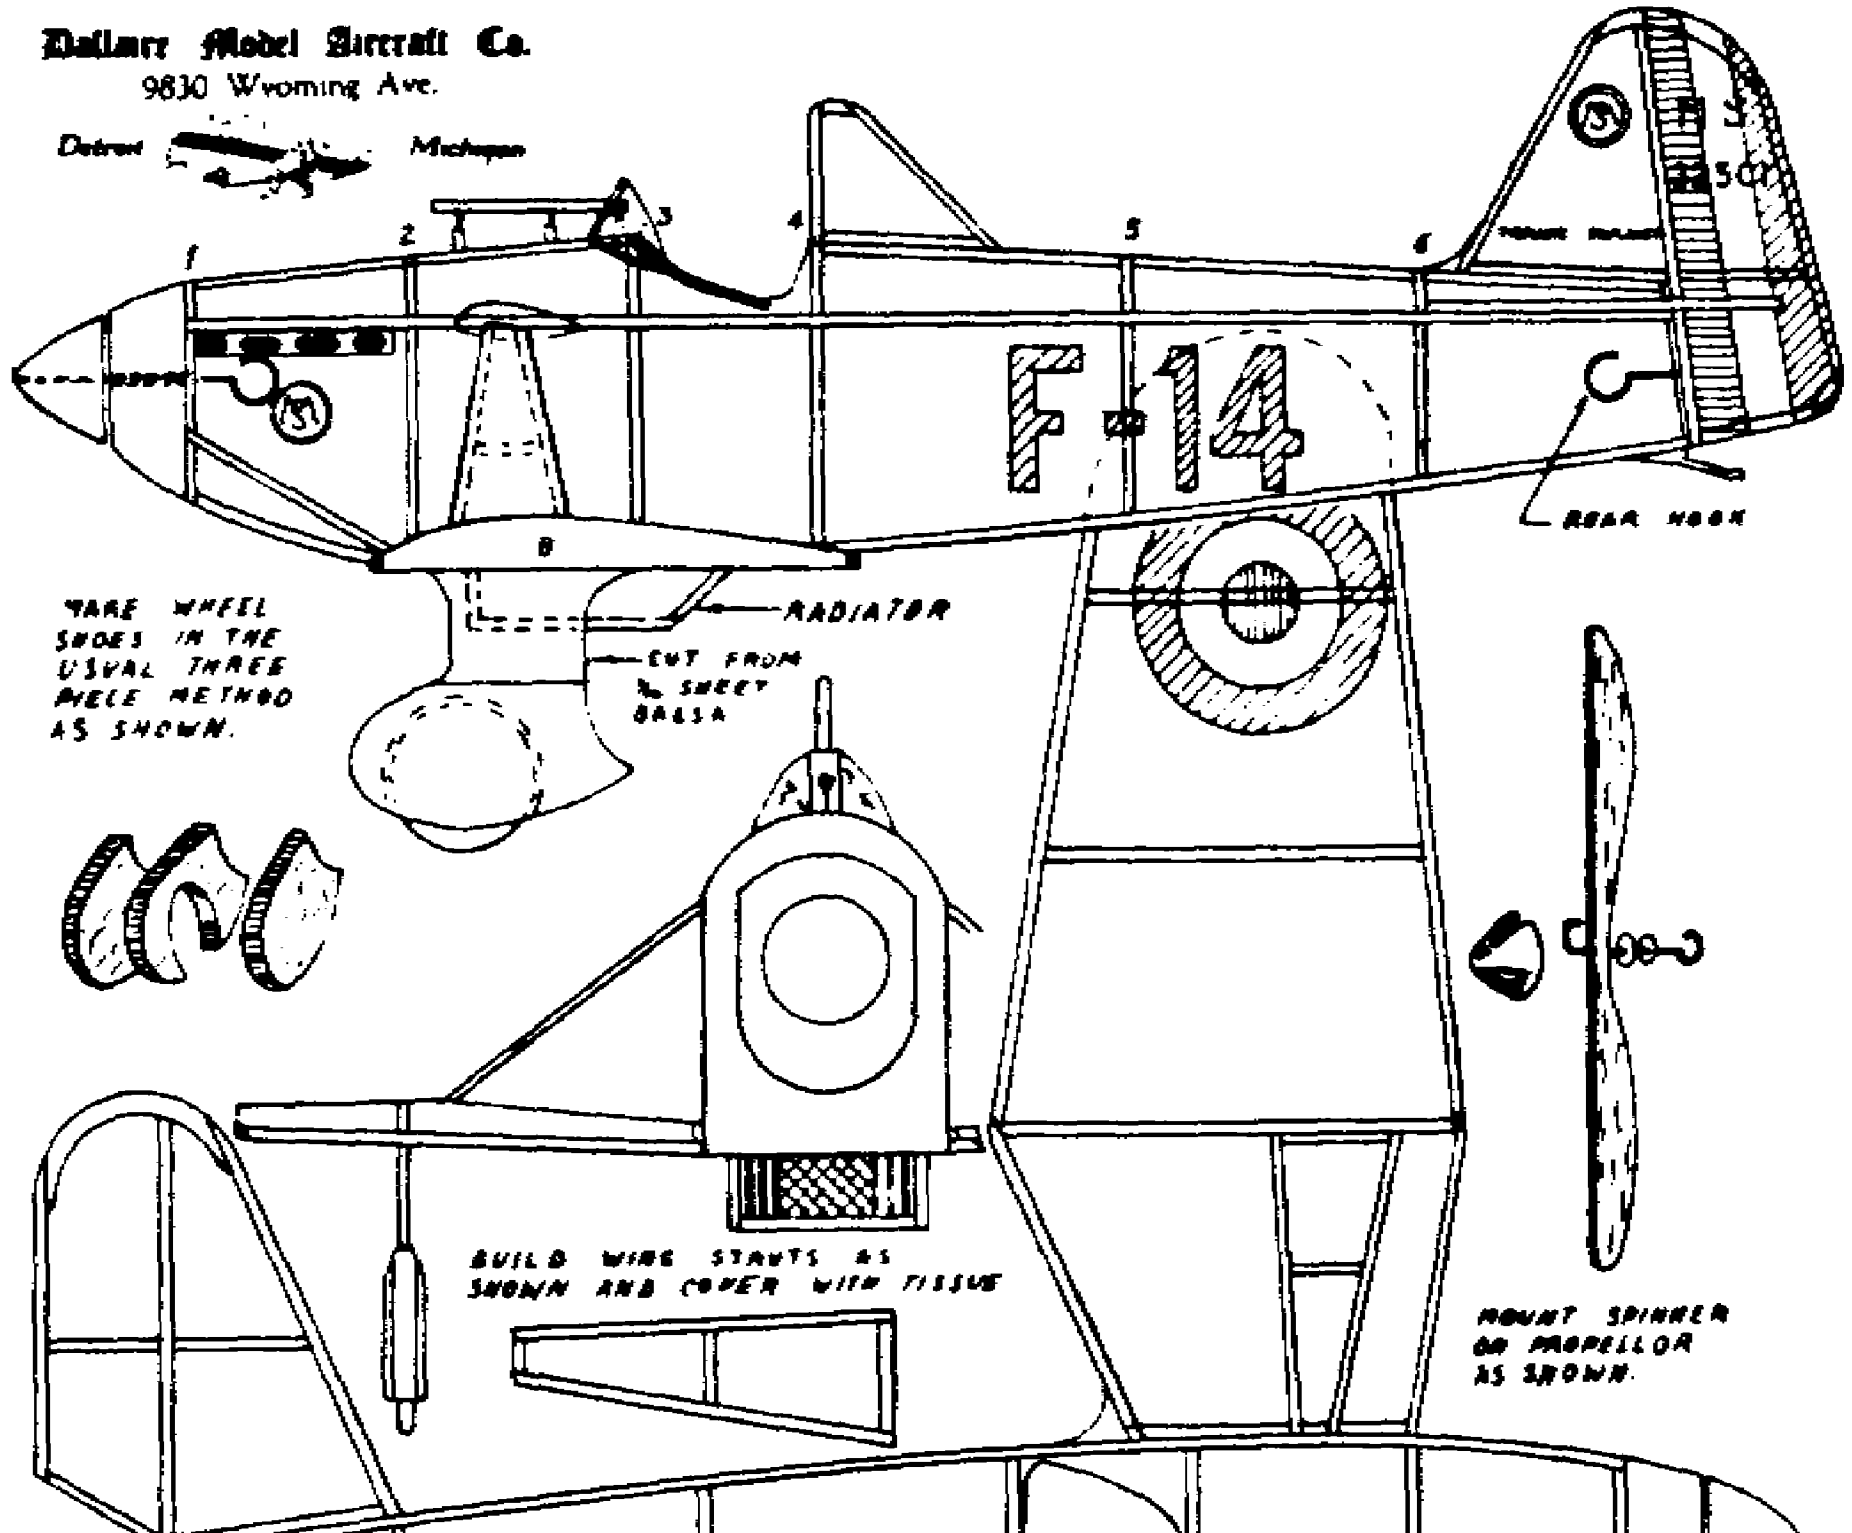 Dallaire Model Aircraft Co.
9830 Wyoming Ave.
Detroit Michigan
1 2 3 4 5 6
F-14
REAR HOOK
B
MAKE WHEEL
SHOES IN THE
USUAL THREE
PIECE METHOD
AS SHOWN.
RADIATOR
CUT FROM
SHEET
BALSA
BUILD WING STRUTS AS
SHOWN AND COVER WITH TISSUE
MOUNT SPINNER
ON PROPELLOR
AS SHOWN.